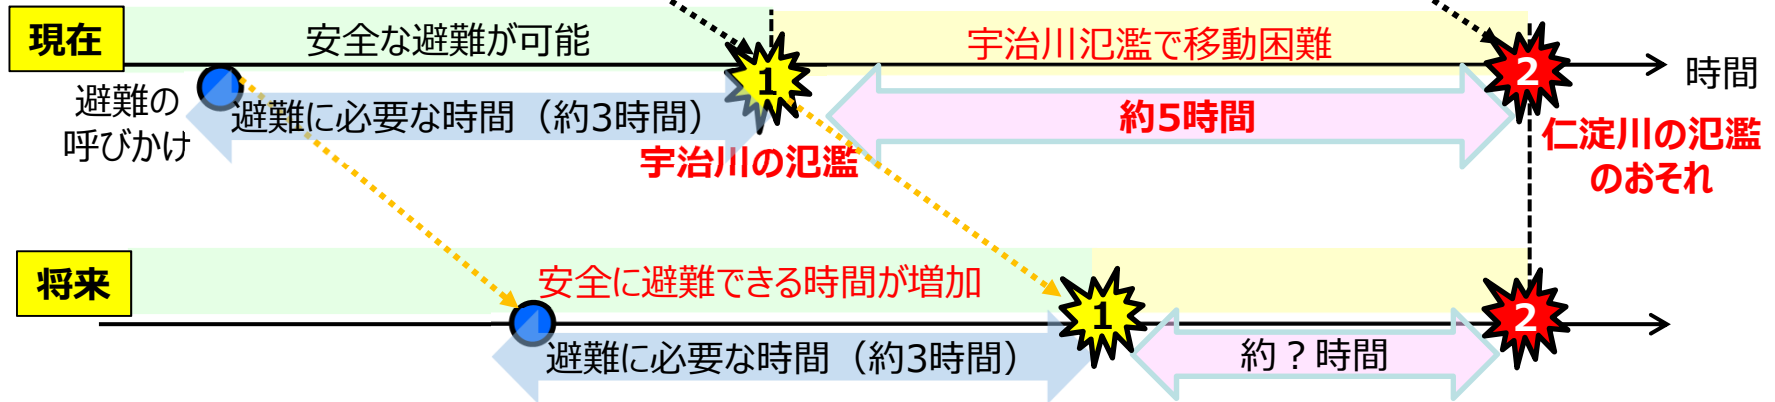 現在
安全な避難が可能
1
宇治川氾濫で移動困難
2
時間
避難の
呼びかけ
避難に必要な時間（約3時間）
約5時間
宇治川の氾濫
仁淀川の氾濫
のおそれ
将来
安全に避難できる時間が増加
1
2
避難に必要な時間（約3時間）
約？時間